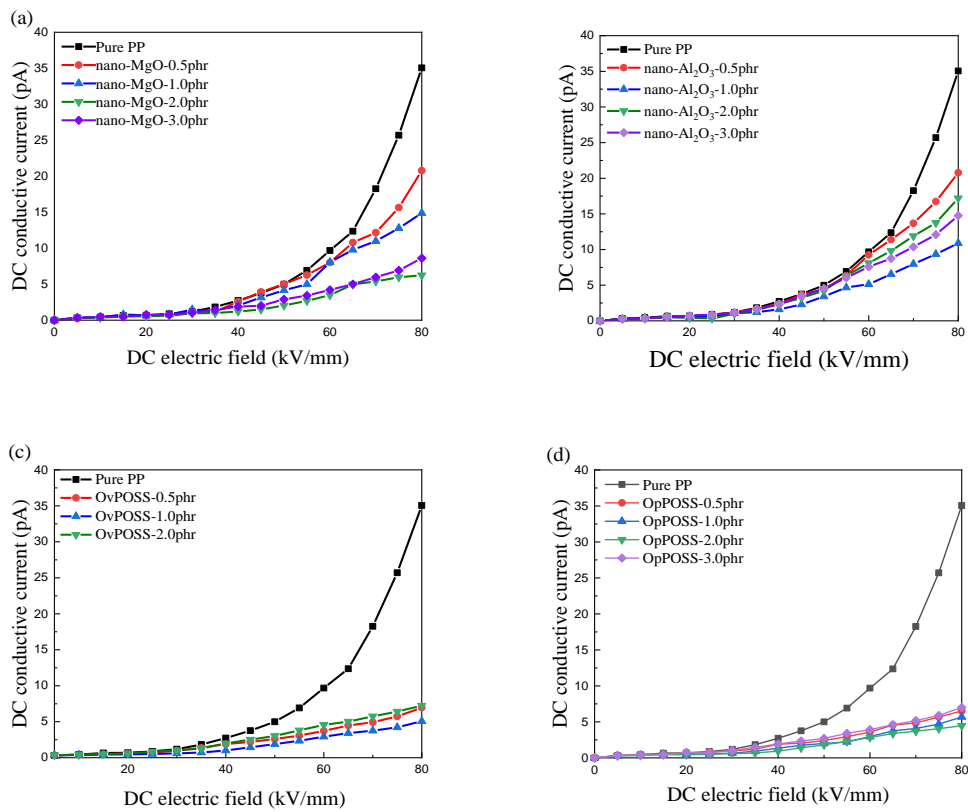 (a)
40
35
30
25
20
15
10
5
0
DC conductive current (pA)
Pure PP
nano-MgO-0.5phr
nano-MgO-1.0phr
nano-MgO-2.0phr
nano-MgO-3.0phr
0 20 40 60 80
DC electric field (kV/mm)
40
35
30
25
20
15
10
5
0
DC conductive current (pA)
Pure PP
nano-Al₂O₃-0.5phr
nano-Al₂O₃-1.0phr
nano-Al₂O₃-2.0phr
nano-Al₂O₃-3.0phr
0 20 40 60 80
DC electric field (kV/mm)
(c)
40
35
30
25
20
15
10
5
0
DC conductive current (pA)
Pure PP
OvPOSS-0.5phr
OvPOSS-1.0phr
OvPOSS-2.0phr
20 40 60 80
DC electric field (kV/mm)
(d)
40
35
30
25
20
15
10
5
0
DC conductive current (pA)
Pure PP
OpPOSS-0.5phr
OpPOSS-1.0phr
OpPOSS-2.0phr
OpPOSS-3.0phr
0 20 40 60 80
DC electric field (kV/mm)